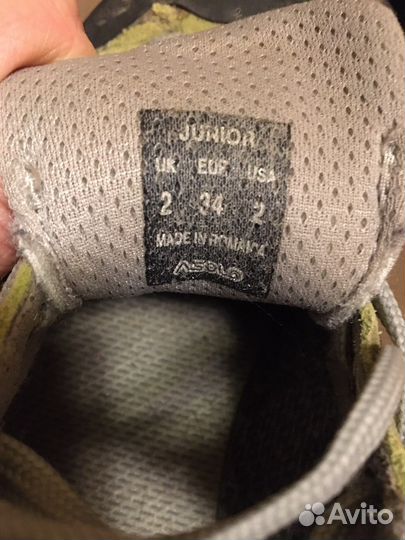 JUNIOR
UK EUR USA
2 34 2
MADE IN ROMANIA
ASOLO
Avito